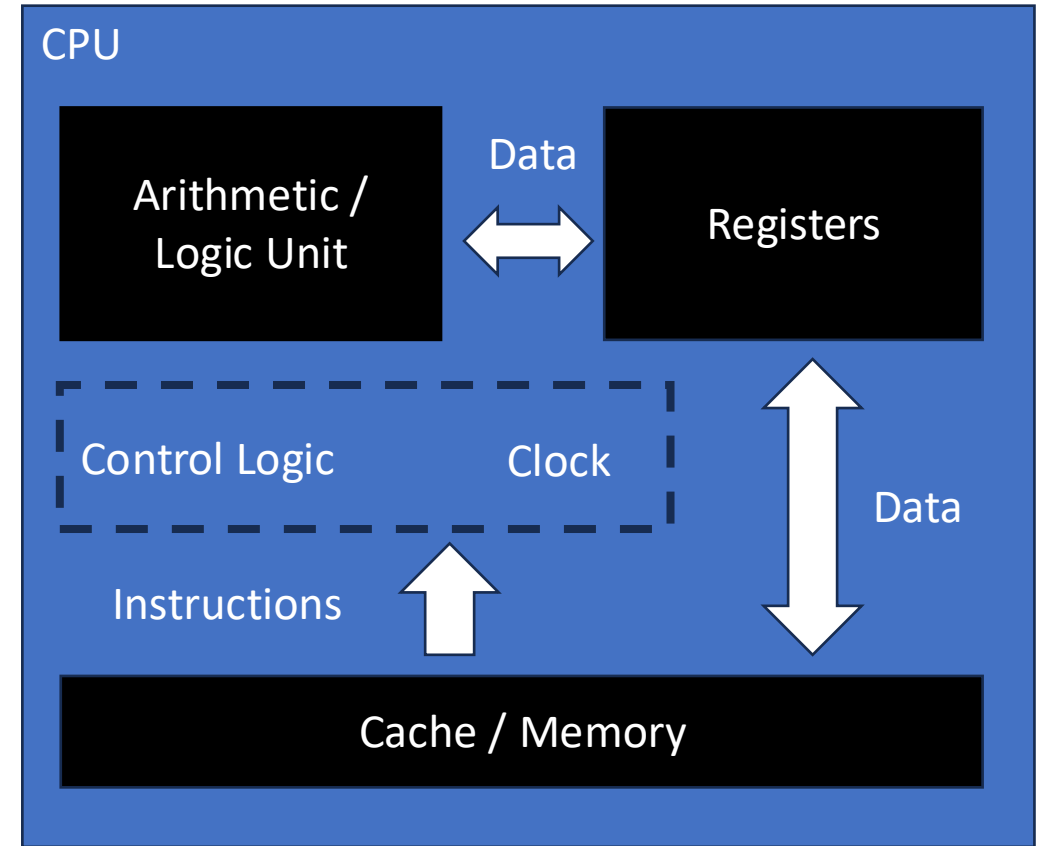 CPU
Arithmetic /
Logic Unit
Data
Registers
Control Logic
Clock
Data
Instructions
Cache / Memory